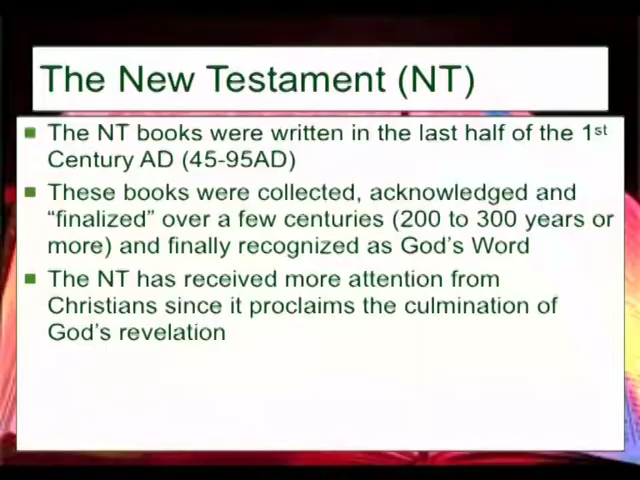 The New Testament (NT)
The NT books were written in the last half of the 1st
Century AD (45-95AD)
These books were collected, acknowledged and
“finalized” over a few centuries (200 to 300 years or
more) and finally recognized as God’s Word
The NT has received more attention from
Christians since it proclaims the culmination of
God’s revelation